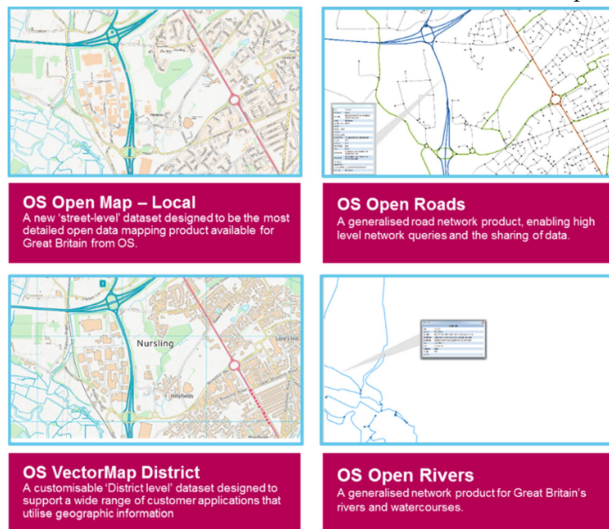 OS Open Map – Local
A new 'street-level' dataset designed to be the most
detailed open data mapping product available for
Great Britain from OS.
OS Open Roads
A generalised road network product, enabling high
level network queries and the sharing of data.
Nursling
OS VectorMap District
A customisable 'District level' dataset designed to
support a wide range of customer applications that
utilise geographic information
OS Open Rivers
A generalised network product for Great Britain's
rivers and watercourses.